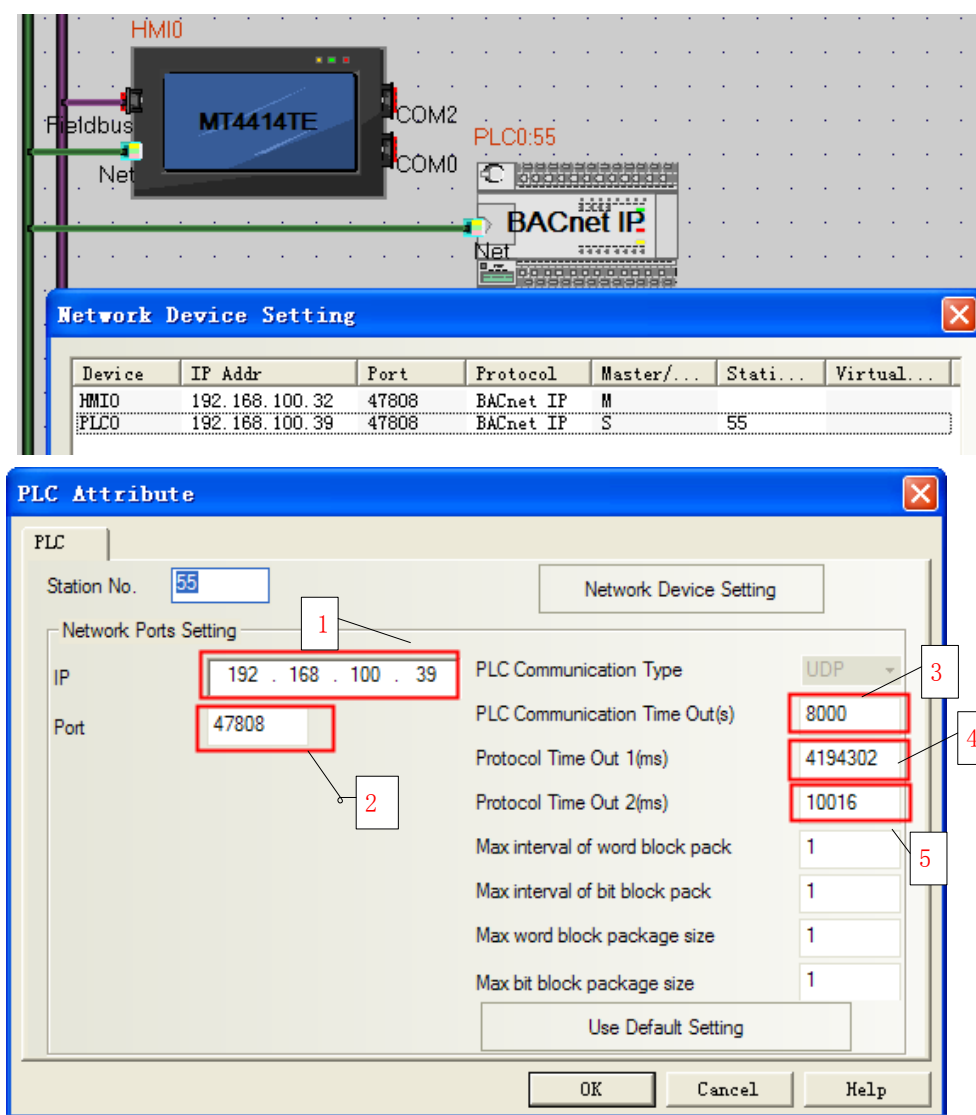 HMI0
MT4414TE
Fieldbus
Net
COM2
COM0
PLC0:55
BACnet IP
Net
Network Device Setting
Device IP Addr Port Protocol Master/... Stati... Virtual...
HMI0 192.168.100.32 47808 BACnet IP M
PLC0 192.168.100.39 47808 BACnet IP S 55
PLC Attribute
PLC
Station No. 55
Network Device Setting
Network Ports Setting
1
IP 192 . 168 . 100 . 39
PLC Communication Type UDP
3
Port 47808
2
PLC Communication Time Out(s) 8000
4
Protocol Time Out 1(ms) 4194302
Protocol Time Out 2(ms) 10016
5
Max interval of word block pack 1
Max interval of bit block pack 1
Max word block package size 1
Max bit block package size 1
Use Default Setting
OK Cancel Help